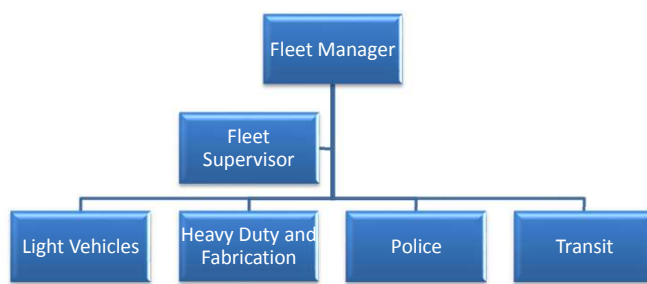 Fleet Manager
Fleet
Supervisor
Light Vehicles
Heavy Duty and
Fabrication
Police
Transit